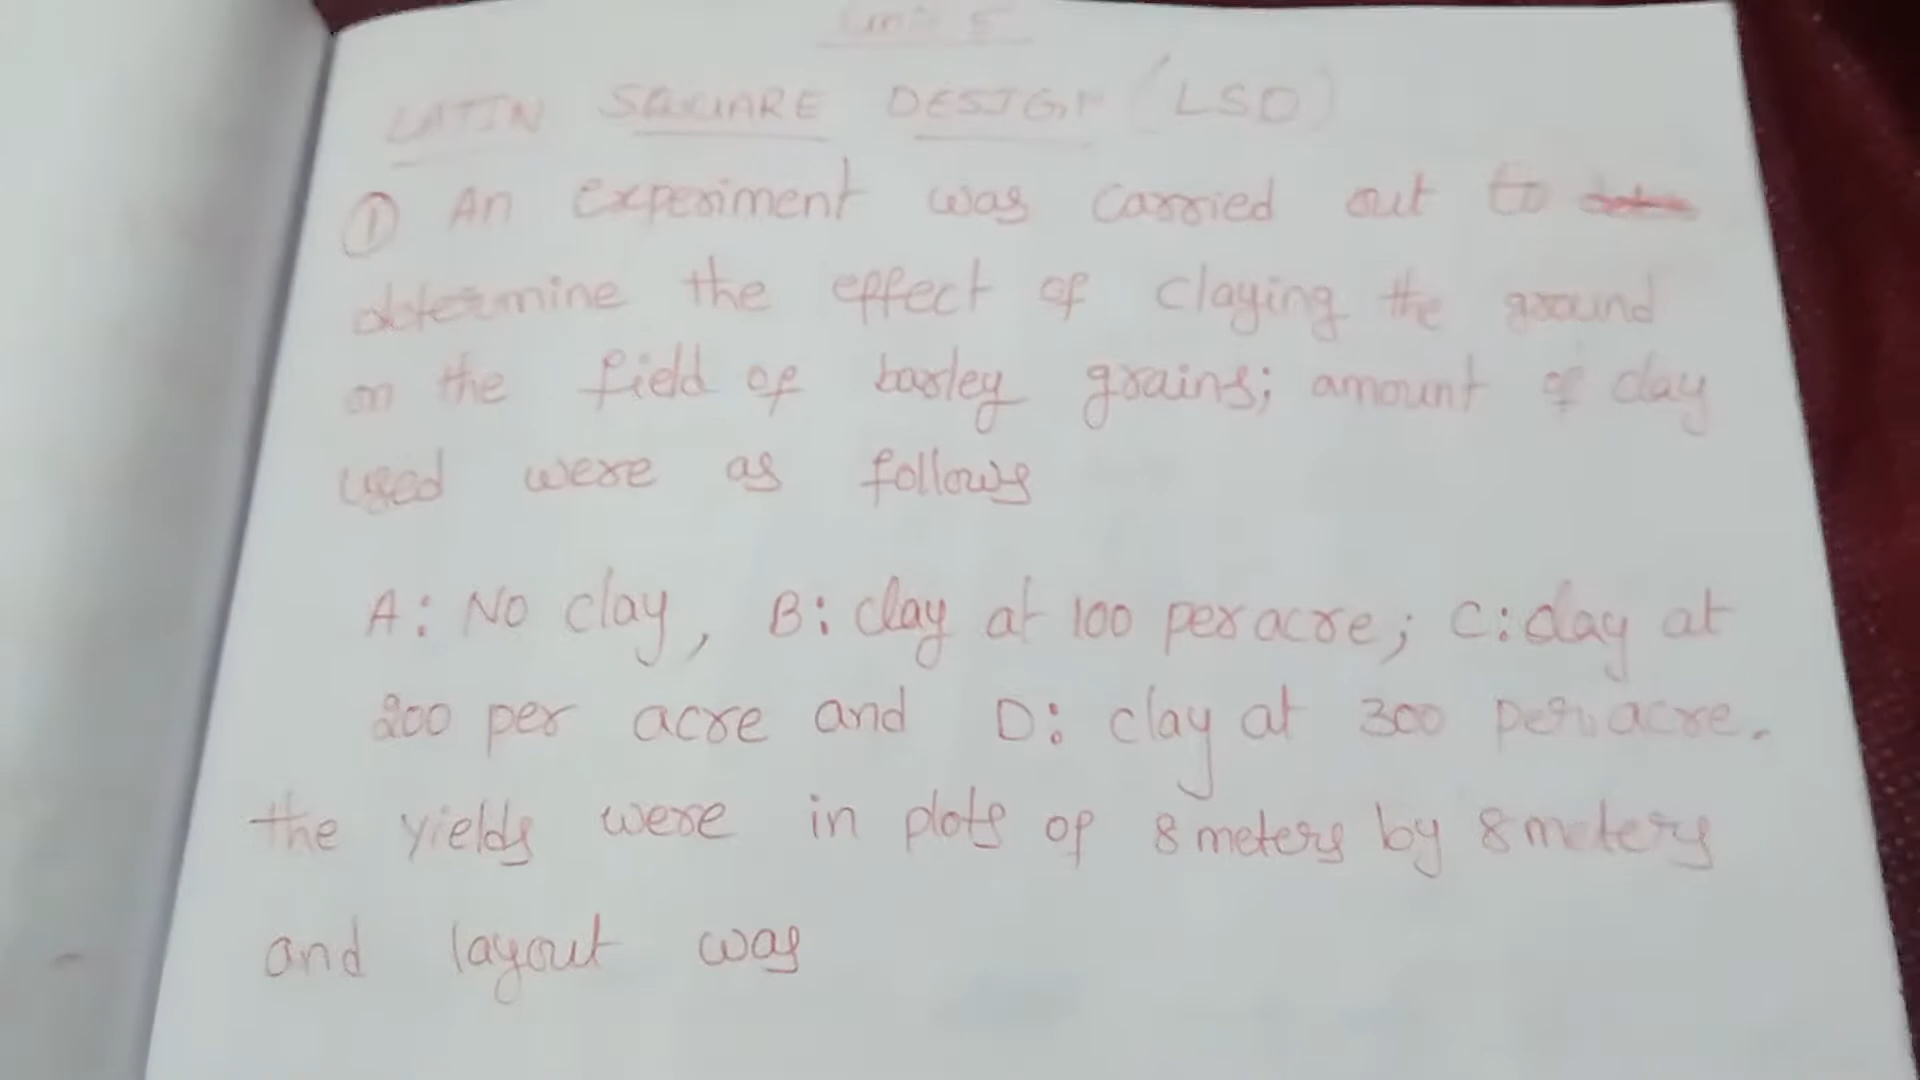 Unit 5
LATIN SQUARE DESIGN (LSD)
① An experiment was carried out to
determine the effect of claying the ground
on the field of barley grains; amount of clay
used were as follows
A: No clay, B: clay at 100 per acre; C: clay at
200 per acre and D: clay at 300 per acre.
the yields were in plots of 8 meters by 8 meters
and layout was